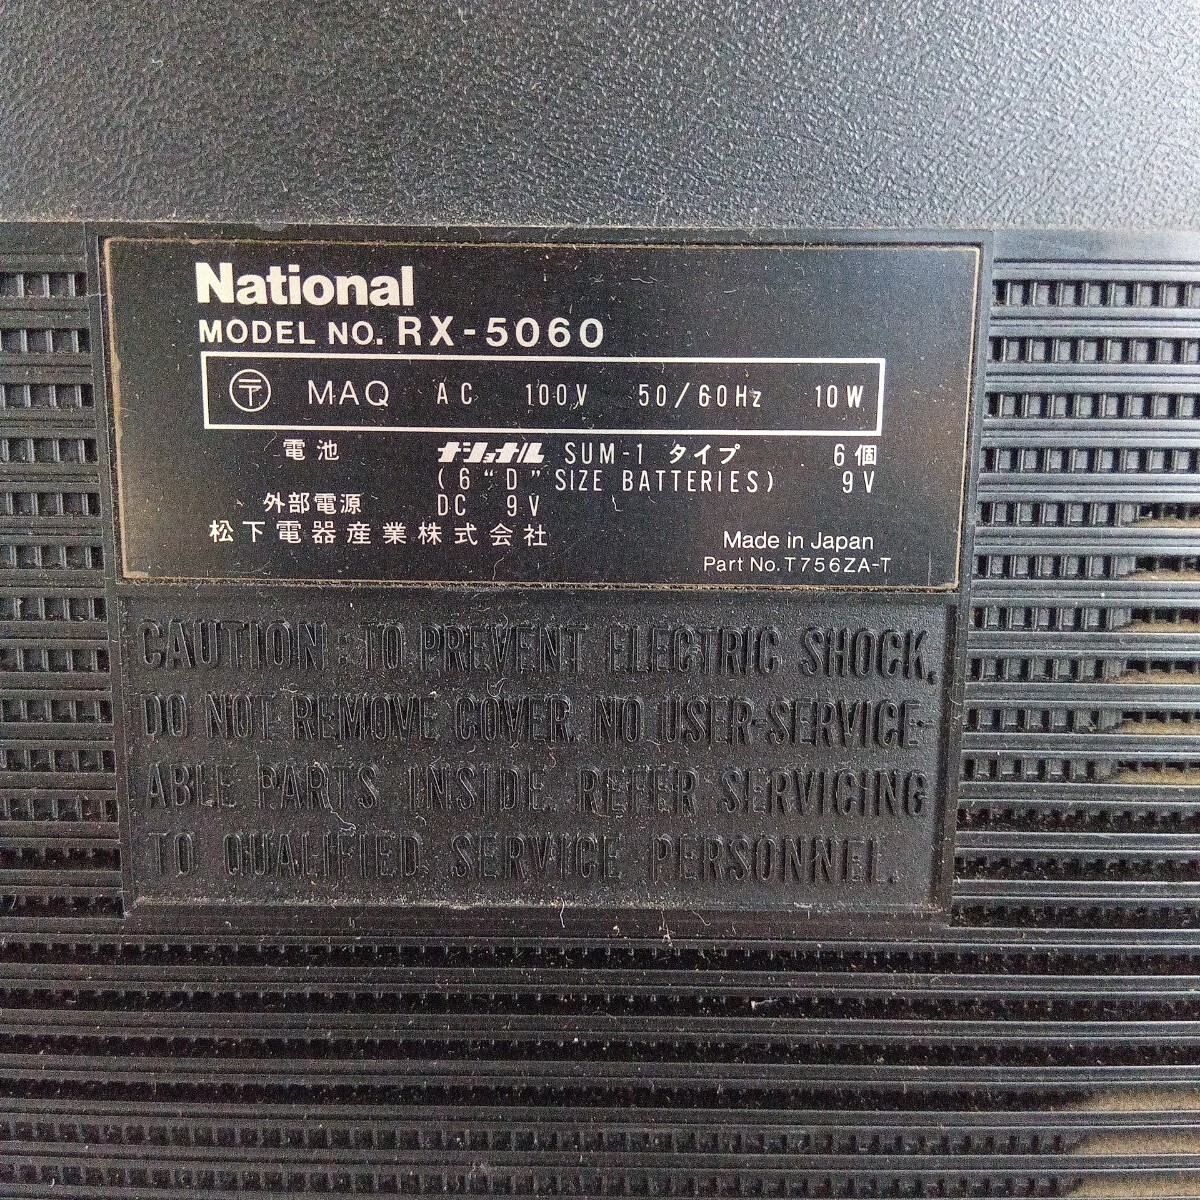 National
MODEL NO. RX-5060
〒 MAQ AC 100V 50/60Hz 10W
電池 ナショナル SUM-1 タイプ 6個
(6 “D” SIZE BATTERIES) 9V
外部電源 DC 9V
松下電器産業株式会社
Made in Japan
Part No. T756ZA-T
CAUTION : TO PREVENT ELECTRIC SHOCK,
DO NOT REMOVE COVER. NO USER-SERVICE-
ABLE PARTS INSIDE. REFER SERVICING
TO QUALIFIED SERVICE PERSONNEL.